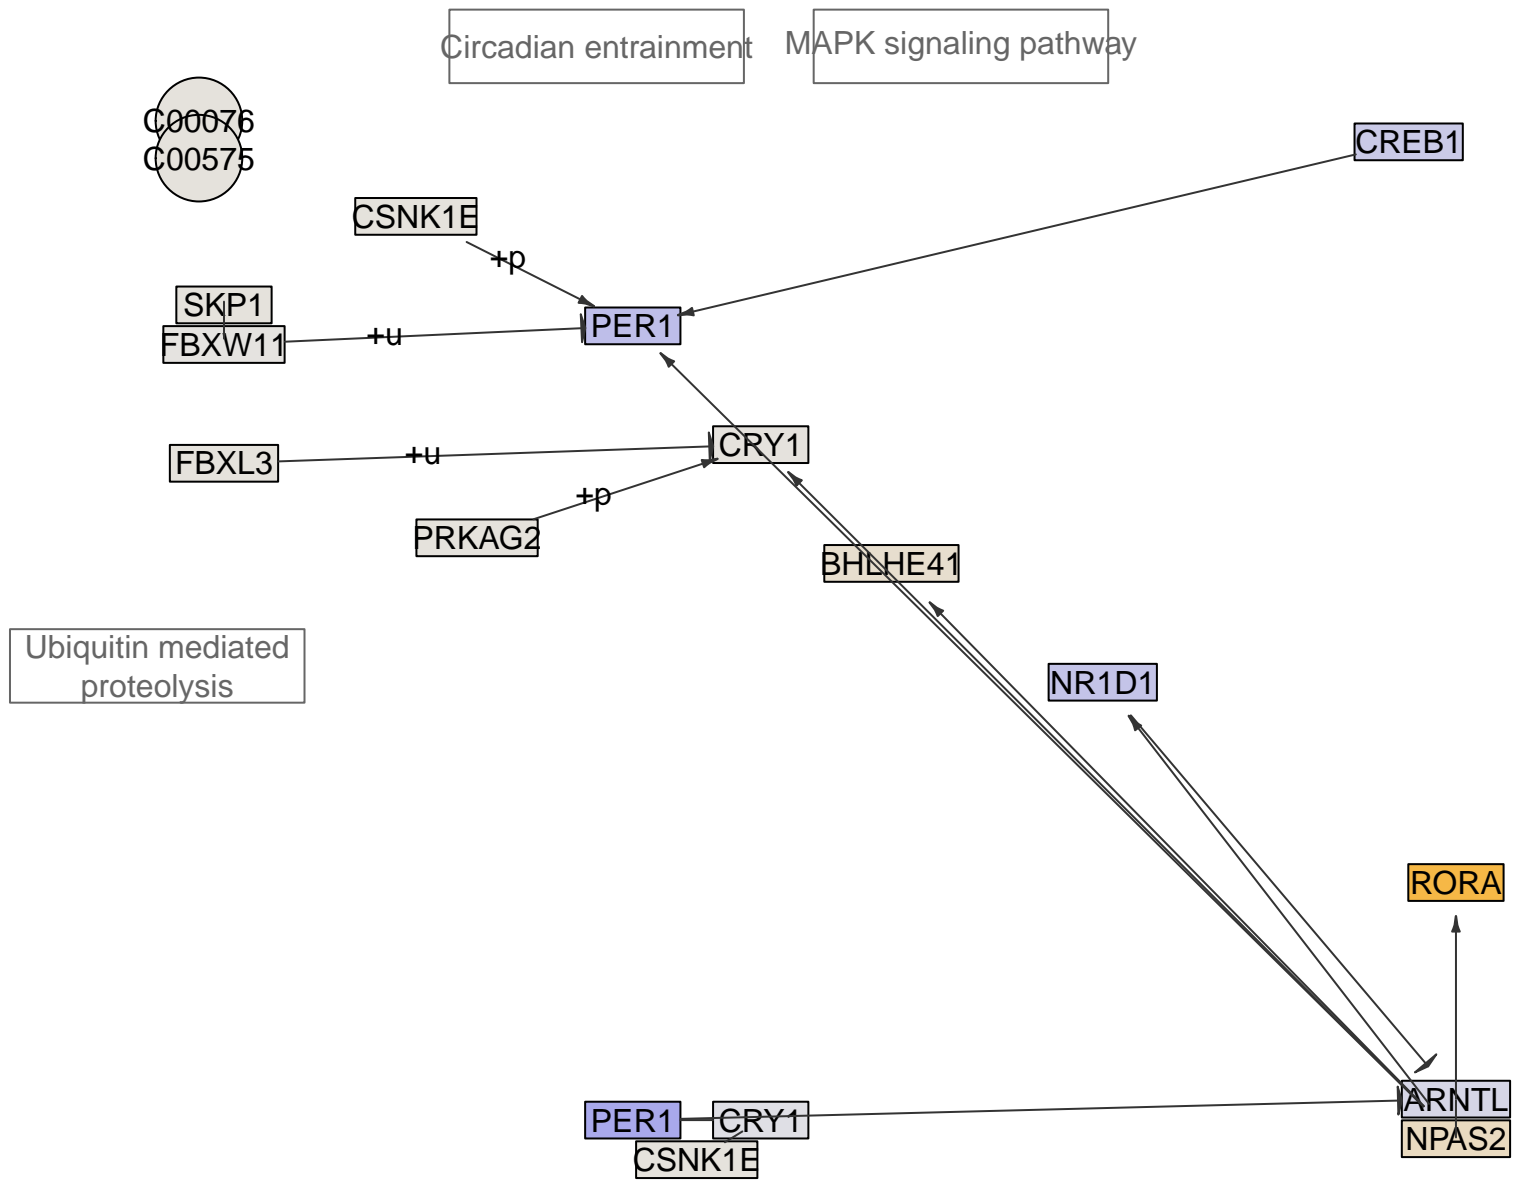 Circadian entrainment
MAPK signaling pathway
C00076
C00575
CREB1
CSNK1E
+p
SKP1
FBXW11
+u
PER1
FBXL3
+u
CRY1
+p
PRKAG2
BHLHE41
Ubiquitin mediated
proteolysis
NR1D1
RORA
PER1
CRY1
CSNK1E
ARNTL
NPAS2